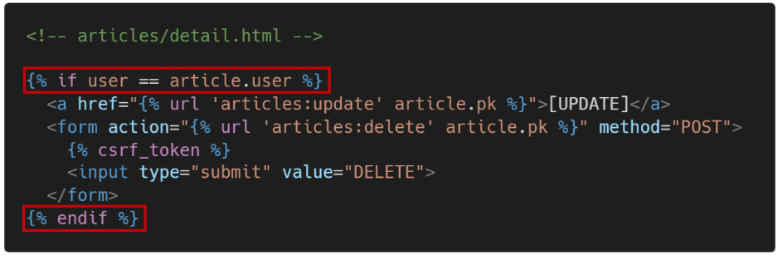 <!-- articles/detail.html -->
{% if user == article.user %}
<a href="{% url 'articles:update' article.pk %}">[UPDATE]</a>
<form action="{% url 'articles:delete' article.pk %}" method="POST">
{% csrf_token %}
<input type="submit" value="DELETE">
</form>
{% endif %}